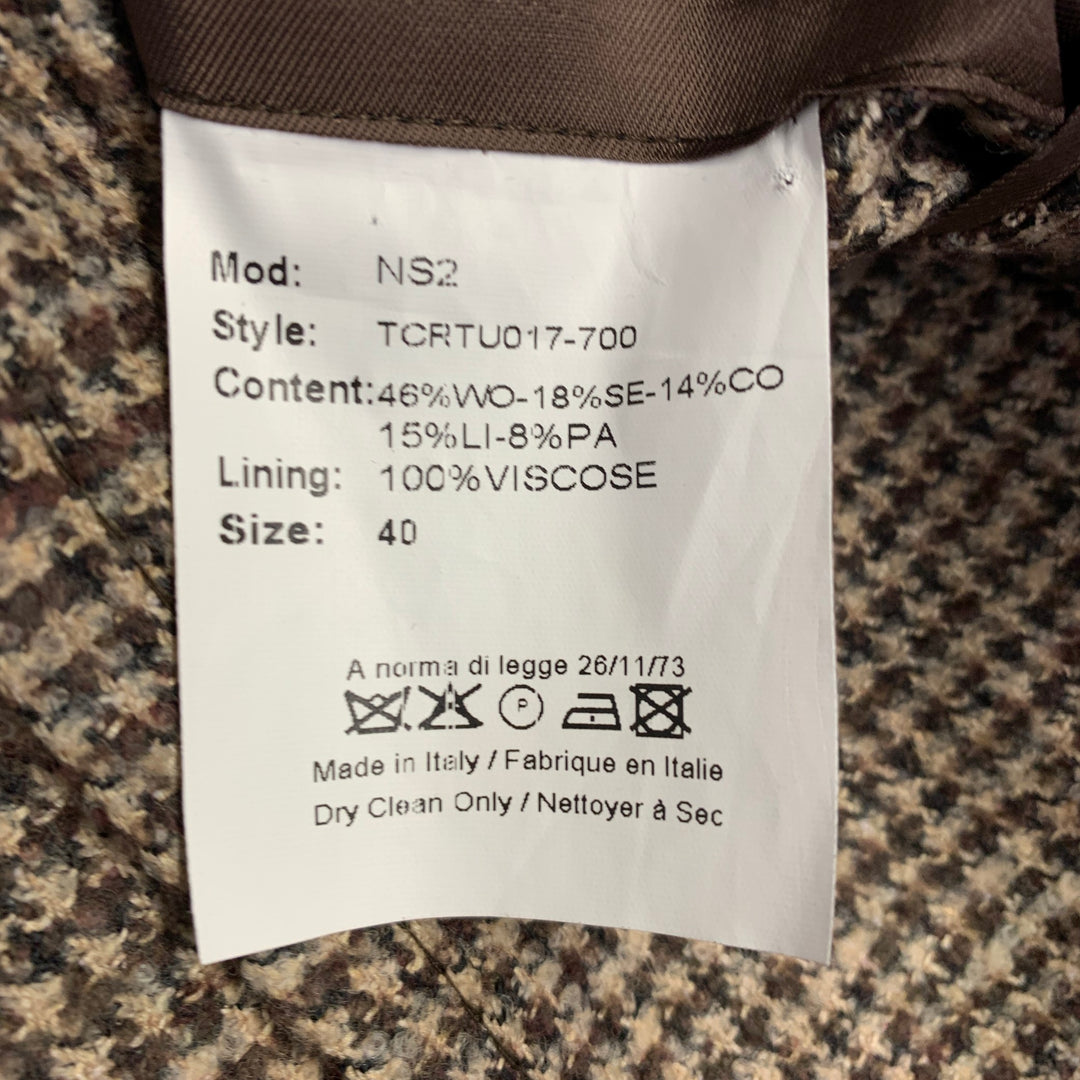 Mod: NS2
Style: TCRTU017-700
Content: 46%WO-18%SE-14%CO
15%LI-8%PA
Lining: 100%VISCOSE
Size: 40
A norma di legge 26/11/73
P
Made in Italy / Fabrique en Italie
Dry Clean Only / Nettoyer à Sec